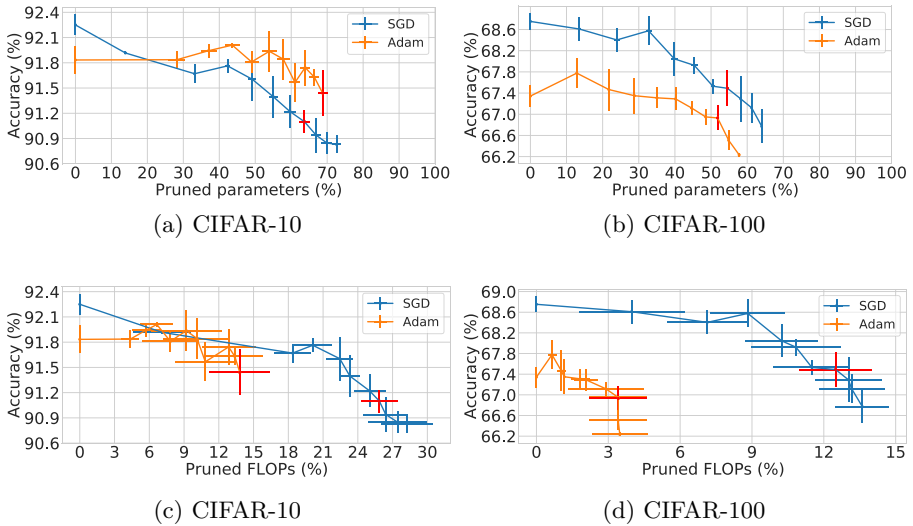 92.4
92.1
91.8
91.5
91.2
90.9
90.6
Accuracy (%)
SGD
Adam
0 10 20 30 40 50 60 70 80 90 100
Pruned parameters (%)
(a) CIFAR-10
68.6
68.0
67.4
66.8
66.2
Accuracy (%)
SGD
Adam
0 10 20 30 40 50 60 70 80 90 100
Pruned parameters (%)
(b) CIFAR-100
92.4
92.1
91.8
91.5
91.2
90.9
90.6
Accuracy (%)
SGD
Adam
0 3 6 9 12 15 18 21 24 27 30
Pruned FLOPs (%)
(c) CIFAR-10
69.0
68.6
68.2
67.8
67.4
67.0
66.6
66.2
Accuracy (%)
SGD
Adam
0 3 6 9 12 15
Pruned FLOPs (%)
(d) CIFAR-100